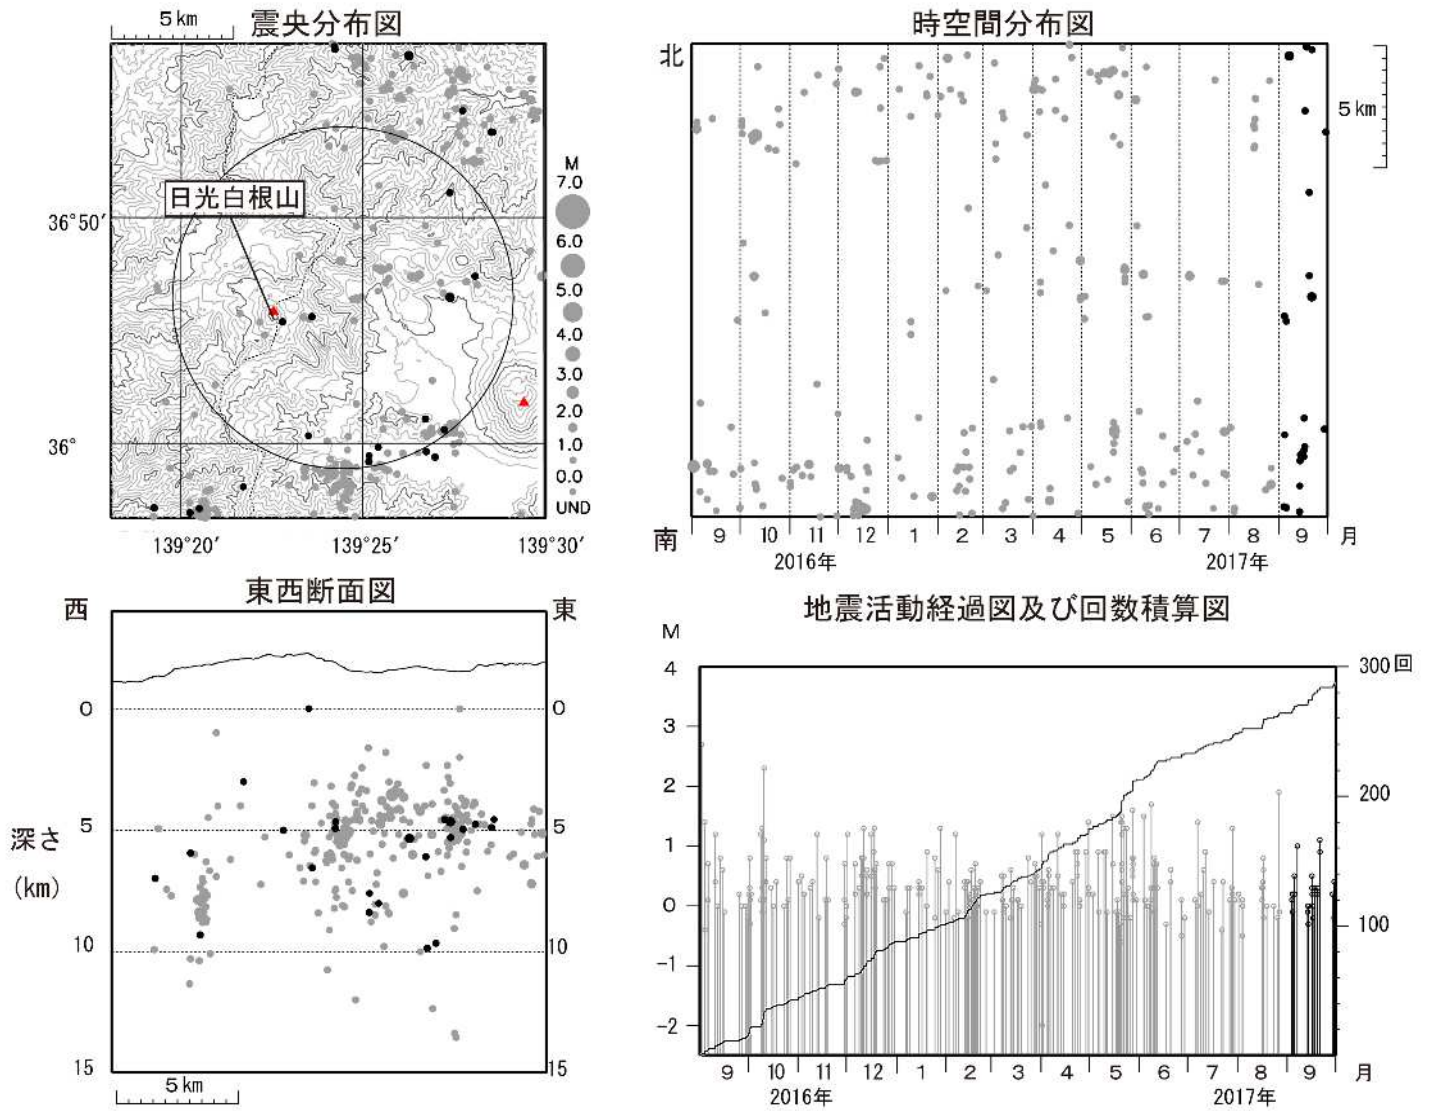 5 km
震央分布図
日光白根山
36°50′
36°
139°20′
139°25′
139°30′
M
7.0
6.0
5.0
4.0
3.0
2.0
1.0
0.0
UND
時空間分布図
北
南
5 km
9 10 11 12 1 2 3 4 5 6 7 8 9 月
2016年 2017年
東西断面図
西 東
0 0
深さ
(km)
5 5
10 10
15 15
5 km
地震活動経過図及び回数積算図
M
4
3
2
1
0
-1
-2
300回
200
100
9 10 11 12 1 2 3 4 5 6 7 8 9 月
2016年 2017年